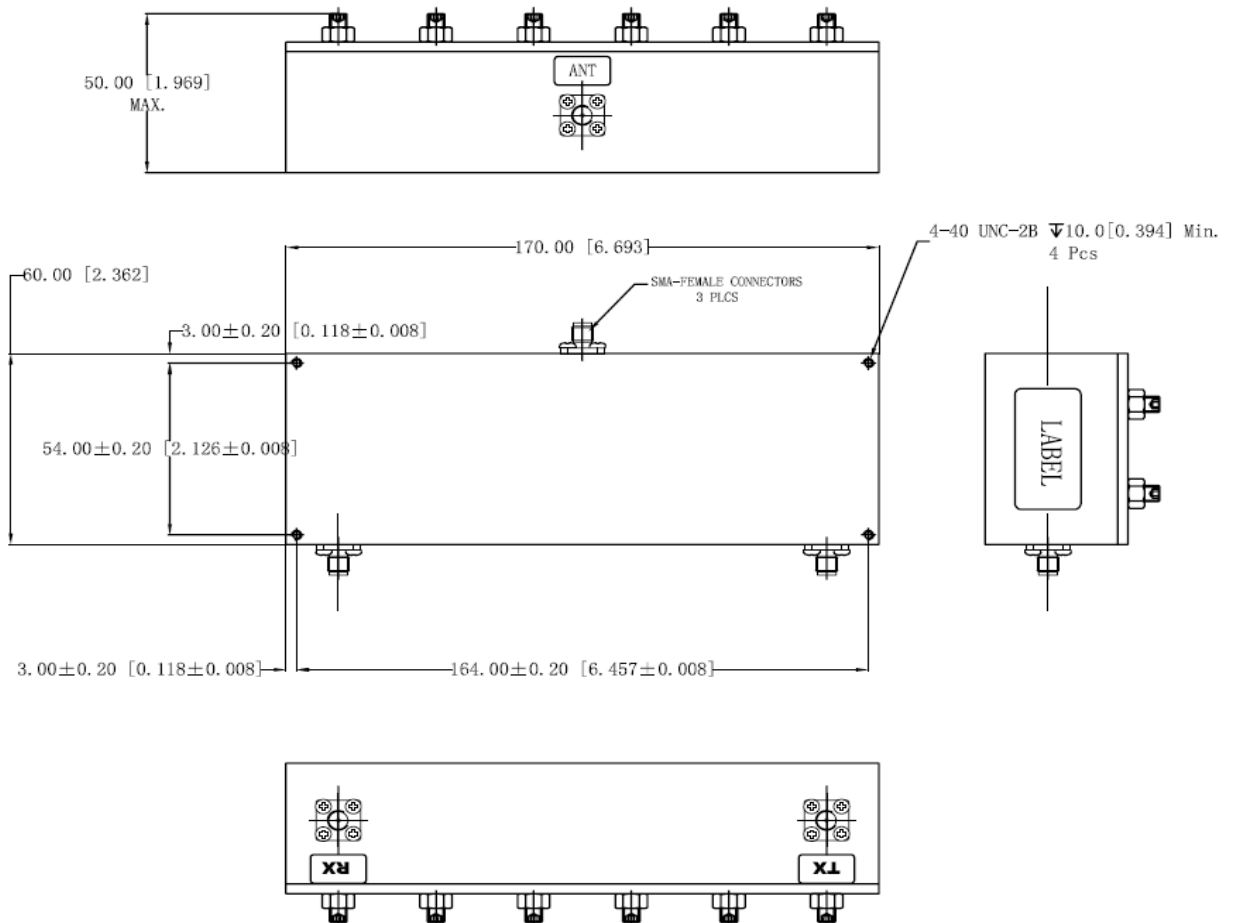 50.00 [1.969]
MAX.
ANT
170.00 [6.693]
4-40 UNC-2B ↧10.0[0.394] Min.
4 Pcs
60.00 [2.362]
SMA-FEMALE CONNECTORS
3 PLCS
3.00±0.20 [0.118±0.008]
54.00±0.20 [2.126±0.008]
LABEL
3.00±0.20 [0.118±0.008]
164.00±0.20 [6.457±0.008]
RX
TX